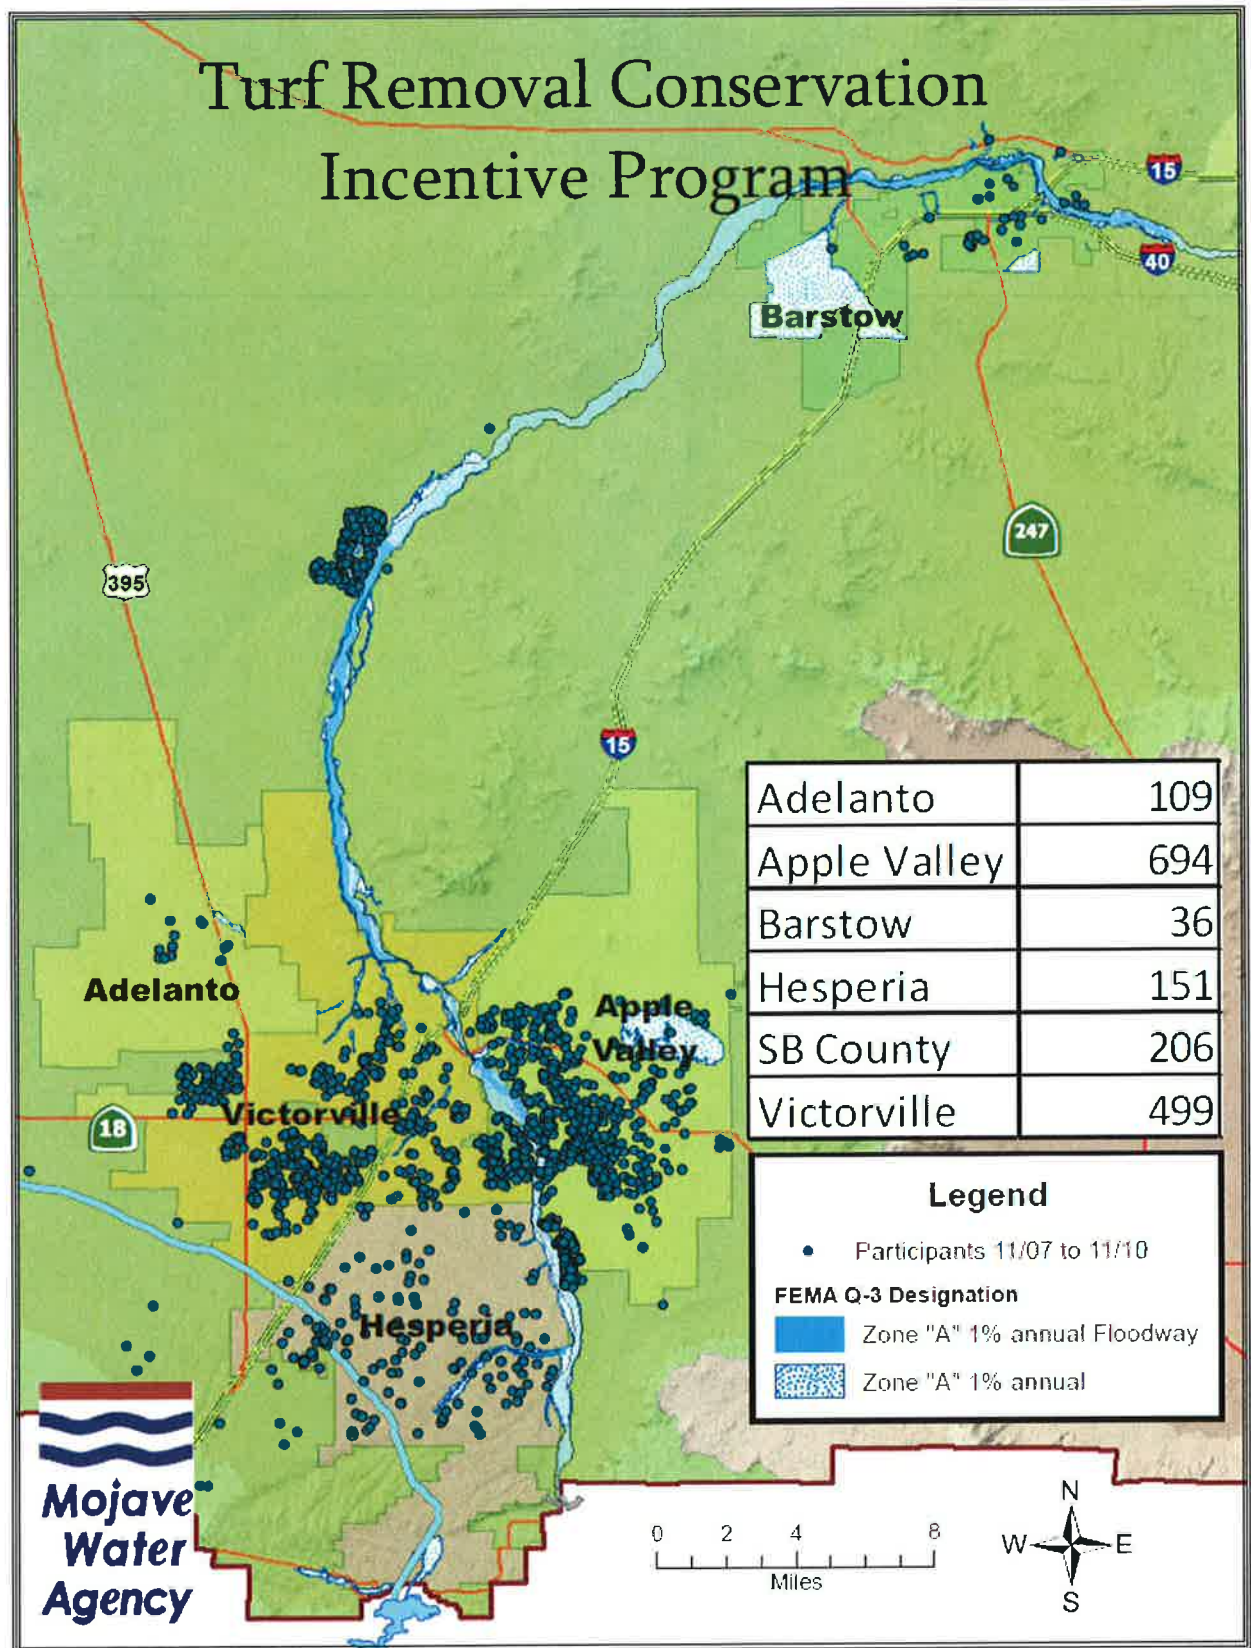 Turf Removal Conservation
Incentive Program
15
40
Barstow
247
395
15
Adelanto 109
Apple Valley 694
Barstow 36
Hesperia 151
SB County 206
Victorville 499
Adelanto
Apple
Valley
Victorville
18
Hesperia
Legend
Participants 11/07 to 11/10
FEMA Q-3 Designation
Zone "A" 1% annual Floodway
Zone "A" 1% annual
Mojave
Water
Agency
0 2 4 8
Miles
N
W E
S